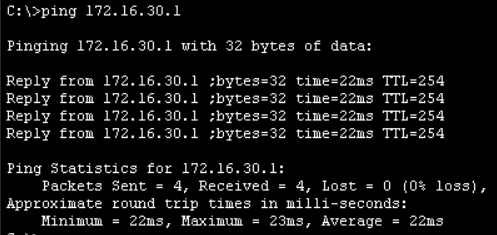 C:\>ping 172.16.30.1
Pinging 172.16.30.1 with 32 bytes of data:
Reply from 172.16.30.1 ;bytes=32 time=22ms TTL=254
Reply from 172.16.30.1 ;bytes=32 time=22ms TTL=254
Reply from 172.16.30.1 ;bytes=32 time=22ms TTL=254
Reply from 172.16.30.1 ;bytes=32 time=22ms TTL=254
Ping Statistics for 172.16.30.1:
Packets Sent = 4, Received = 4, Lost = 0 (0% loss),
Approximate round trip times in milli-seconds:
Minimum = 22ms, Maximum = 23ms, Average = 22ms